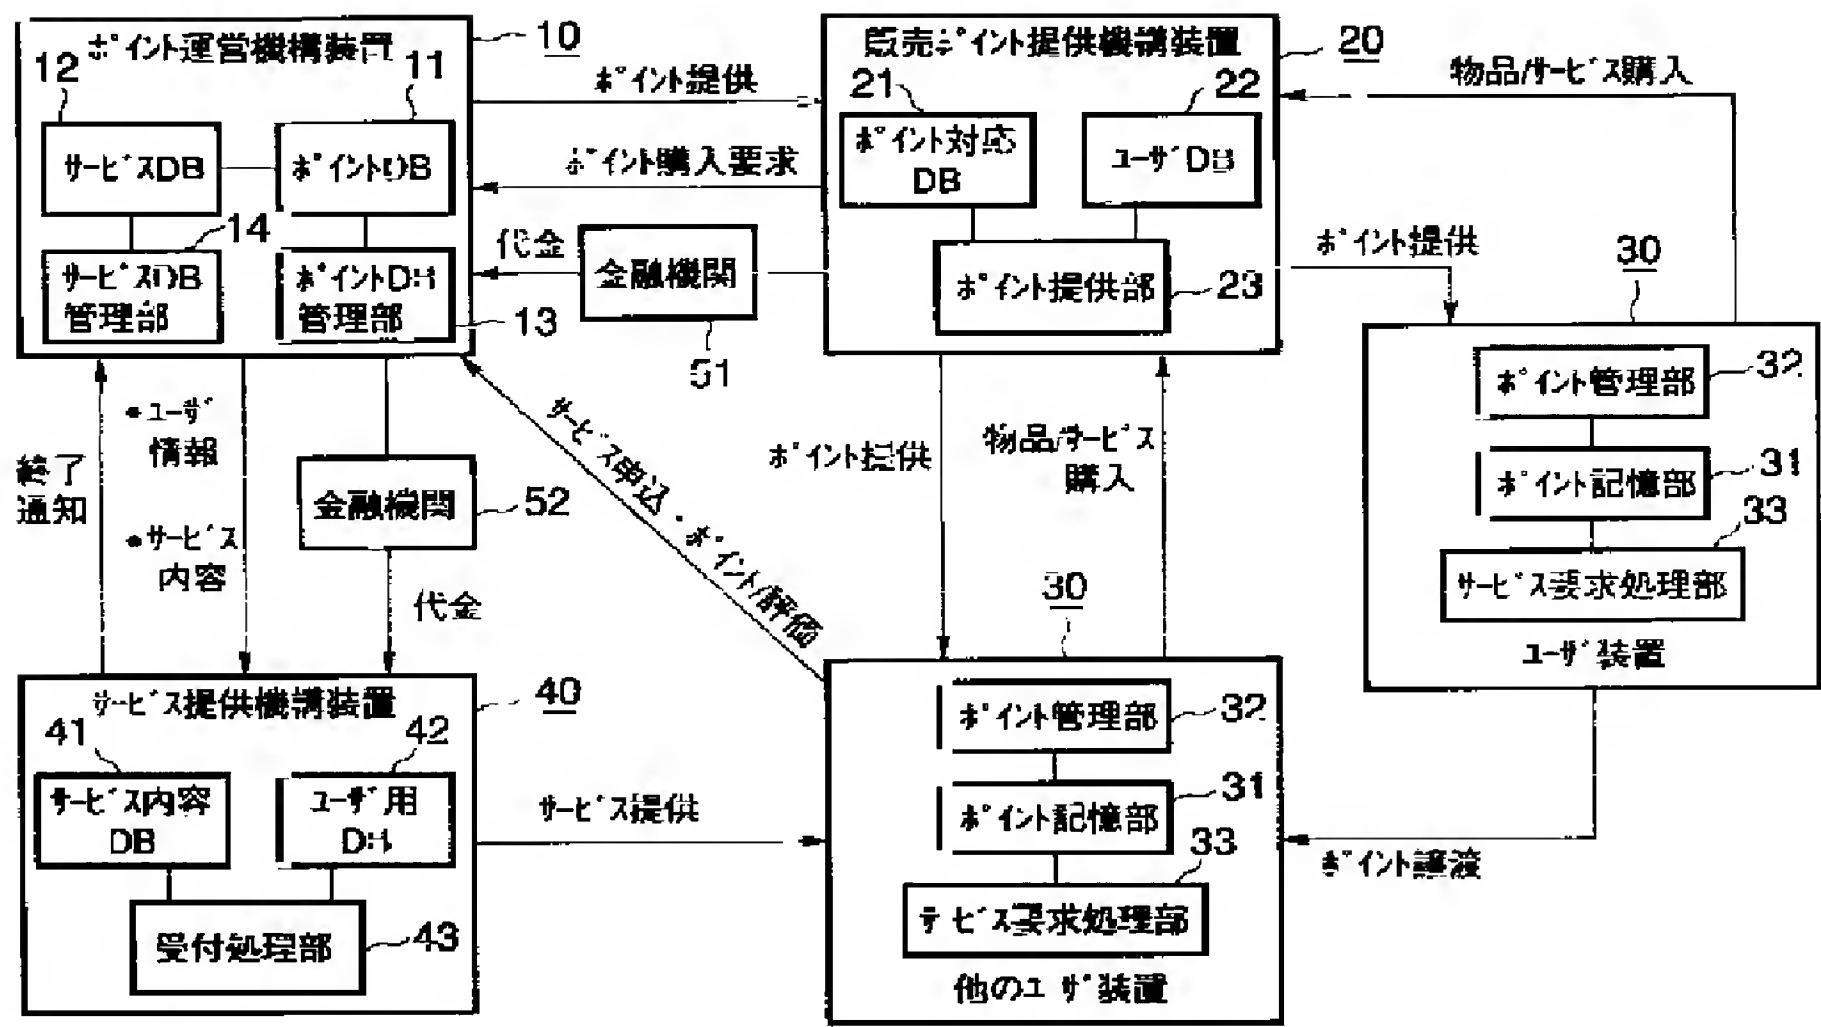 ポイント運営機構装置
10
12
11
サービスDB
ポイントDB
14
サービスDB
管理部
ポイントDB
管理部
13
ポイント提供
ポイント購入要求
代金
金融機関
51
販売ポイント提供機講装置
20
21
22
ポイント対応
DB
ユーザDB
ポイント提供部
23
物品/サービス購入
ポイント提供
30
ポイント管理部
32
ポイント記憶部
31
33
サービス要求処理部
ユーザ装置
終了
通知
•ユーザ
情報
•サービス
内容
金融機関
52
代金
サービス申込・ポイント/評価
ポイント提供
物品/サービス
購入
サービス提供機講装置
40
41
42
サービス内容
DB
ユーザ用
DB
受付処理部
43
サービス提供
30
ポイント管理部
32
ポイント記憶部
31
33
サービス要求処理部
他のユーザ装置
ポイント譲渡